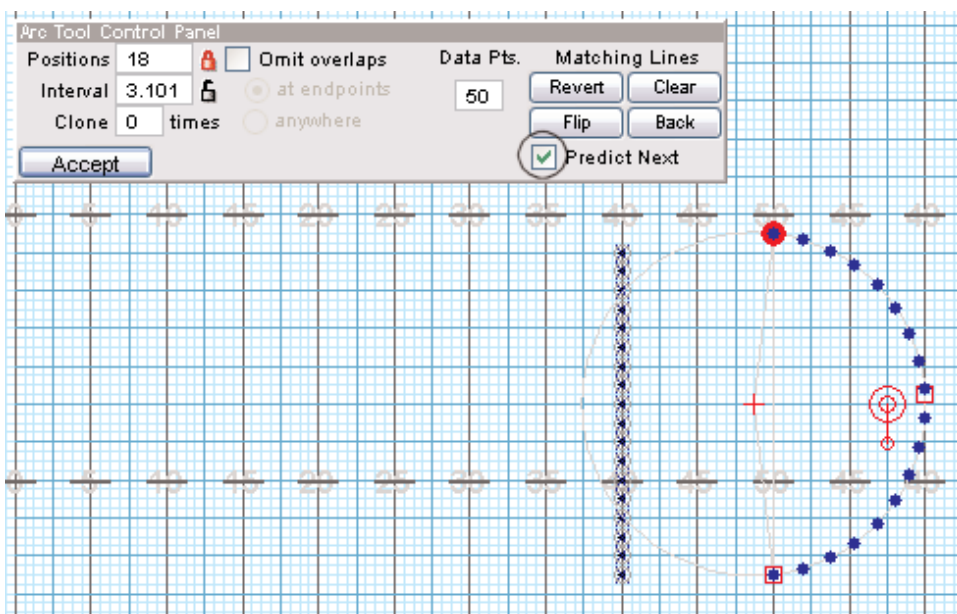 Arc Tool Control Panel
Positions 18 Omit overlaps Data Pts. Matching Lines
Interval 3.101 at endpoints 50 Revert Clear
Clone 0 times anywhere Flip Back
Accept Predict Next
0 5 10 15 20 25 30 35 40 45 50 45 40
0 5 10 15 20 25 30 35 40 45 50 45 40